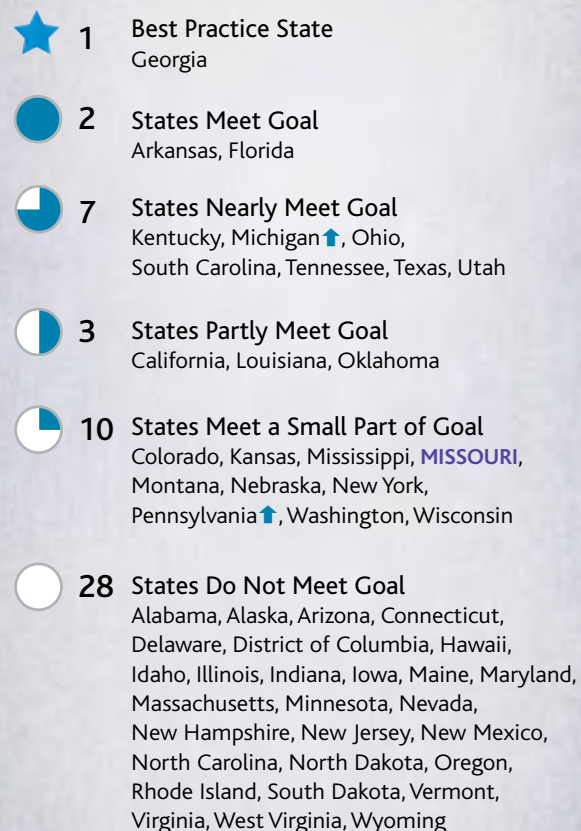 1 Best Practice State
Georgia
2 States Meet Goal
Arkansas, Florida
7 States Nearly Meet Goal
Kentucky, Michigan⬆, Ohio,
South Carolina, Tennessee, Texas, Utah
3 States Partly Meet Goal
California, Louisiana, Oklahoma
10 States Meet a Small Part of Goal
Colorado, Kansas, Mississippi, MISSOURI,
Montana, Nebraska, New York,
Pennsylvania⬆, Washington, Wisconsin
28 States Do Not Meet Goal
Alabama, Alaska, Arizona, Connecticut,
Delaware, District of Columbia, Hawaii,
Idaho, Illinois, Indiana, Iowa, Maine, Maryland,
Massachusetts, Minnesota, Nevada,
New Hampshire, New Jersey, New Mexico,
North Carolina, North Dakota, Oregon,
Rhode Island, South Dakota, Vermont,
Virginia, West Virginia, Wyoming